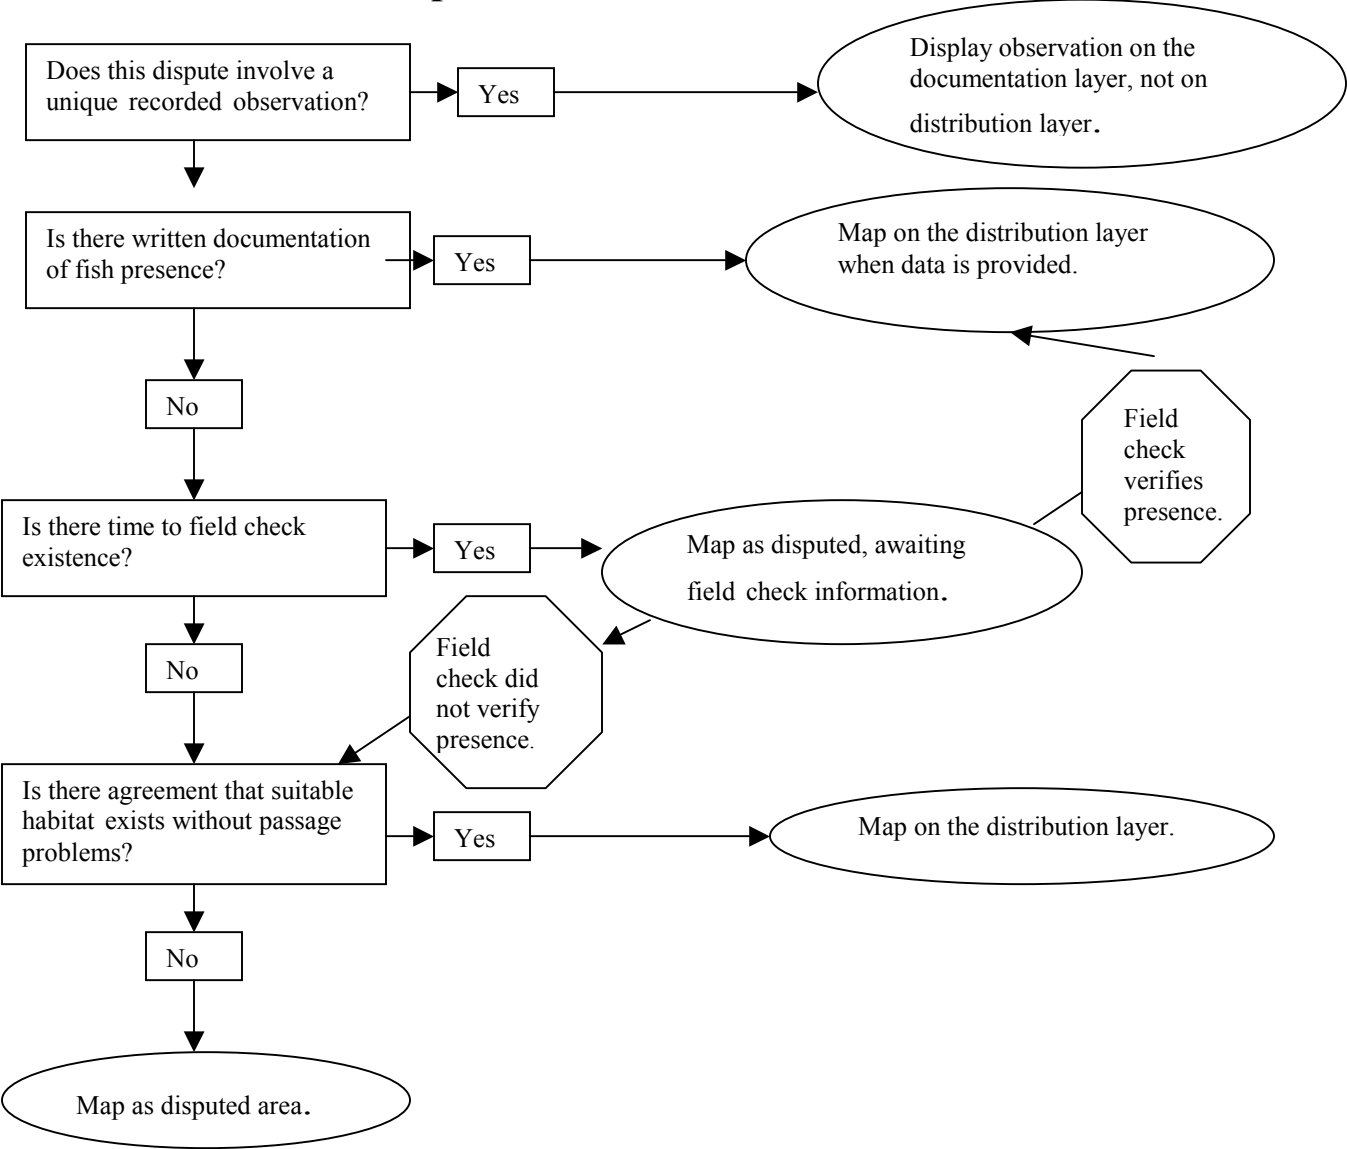 Does this dispute involve a
unique recorded observation?
Yes
Display observation on the
documentation layer, not on
distribution layer.
Is there written documentation
of fish presence?
Yes
Map on the distribution layer
when data is provided.
No
Field
check
verifies
presence.
Is there time to field check
existence?
Yes
Map as disputed, awaiting
field check information.
No
Field
check did
not verify
presence.
Is there agreement that suitable
habitat exists without passage
problems?
Yes
Map on the distribution layer.
No
Map as disputed area.